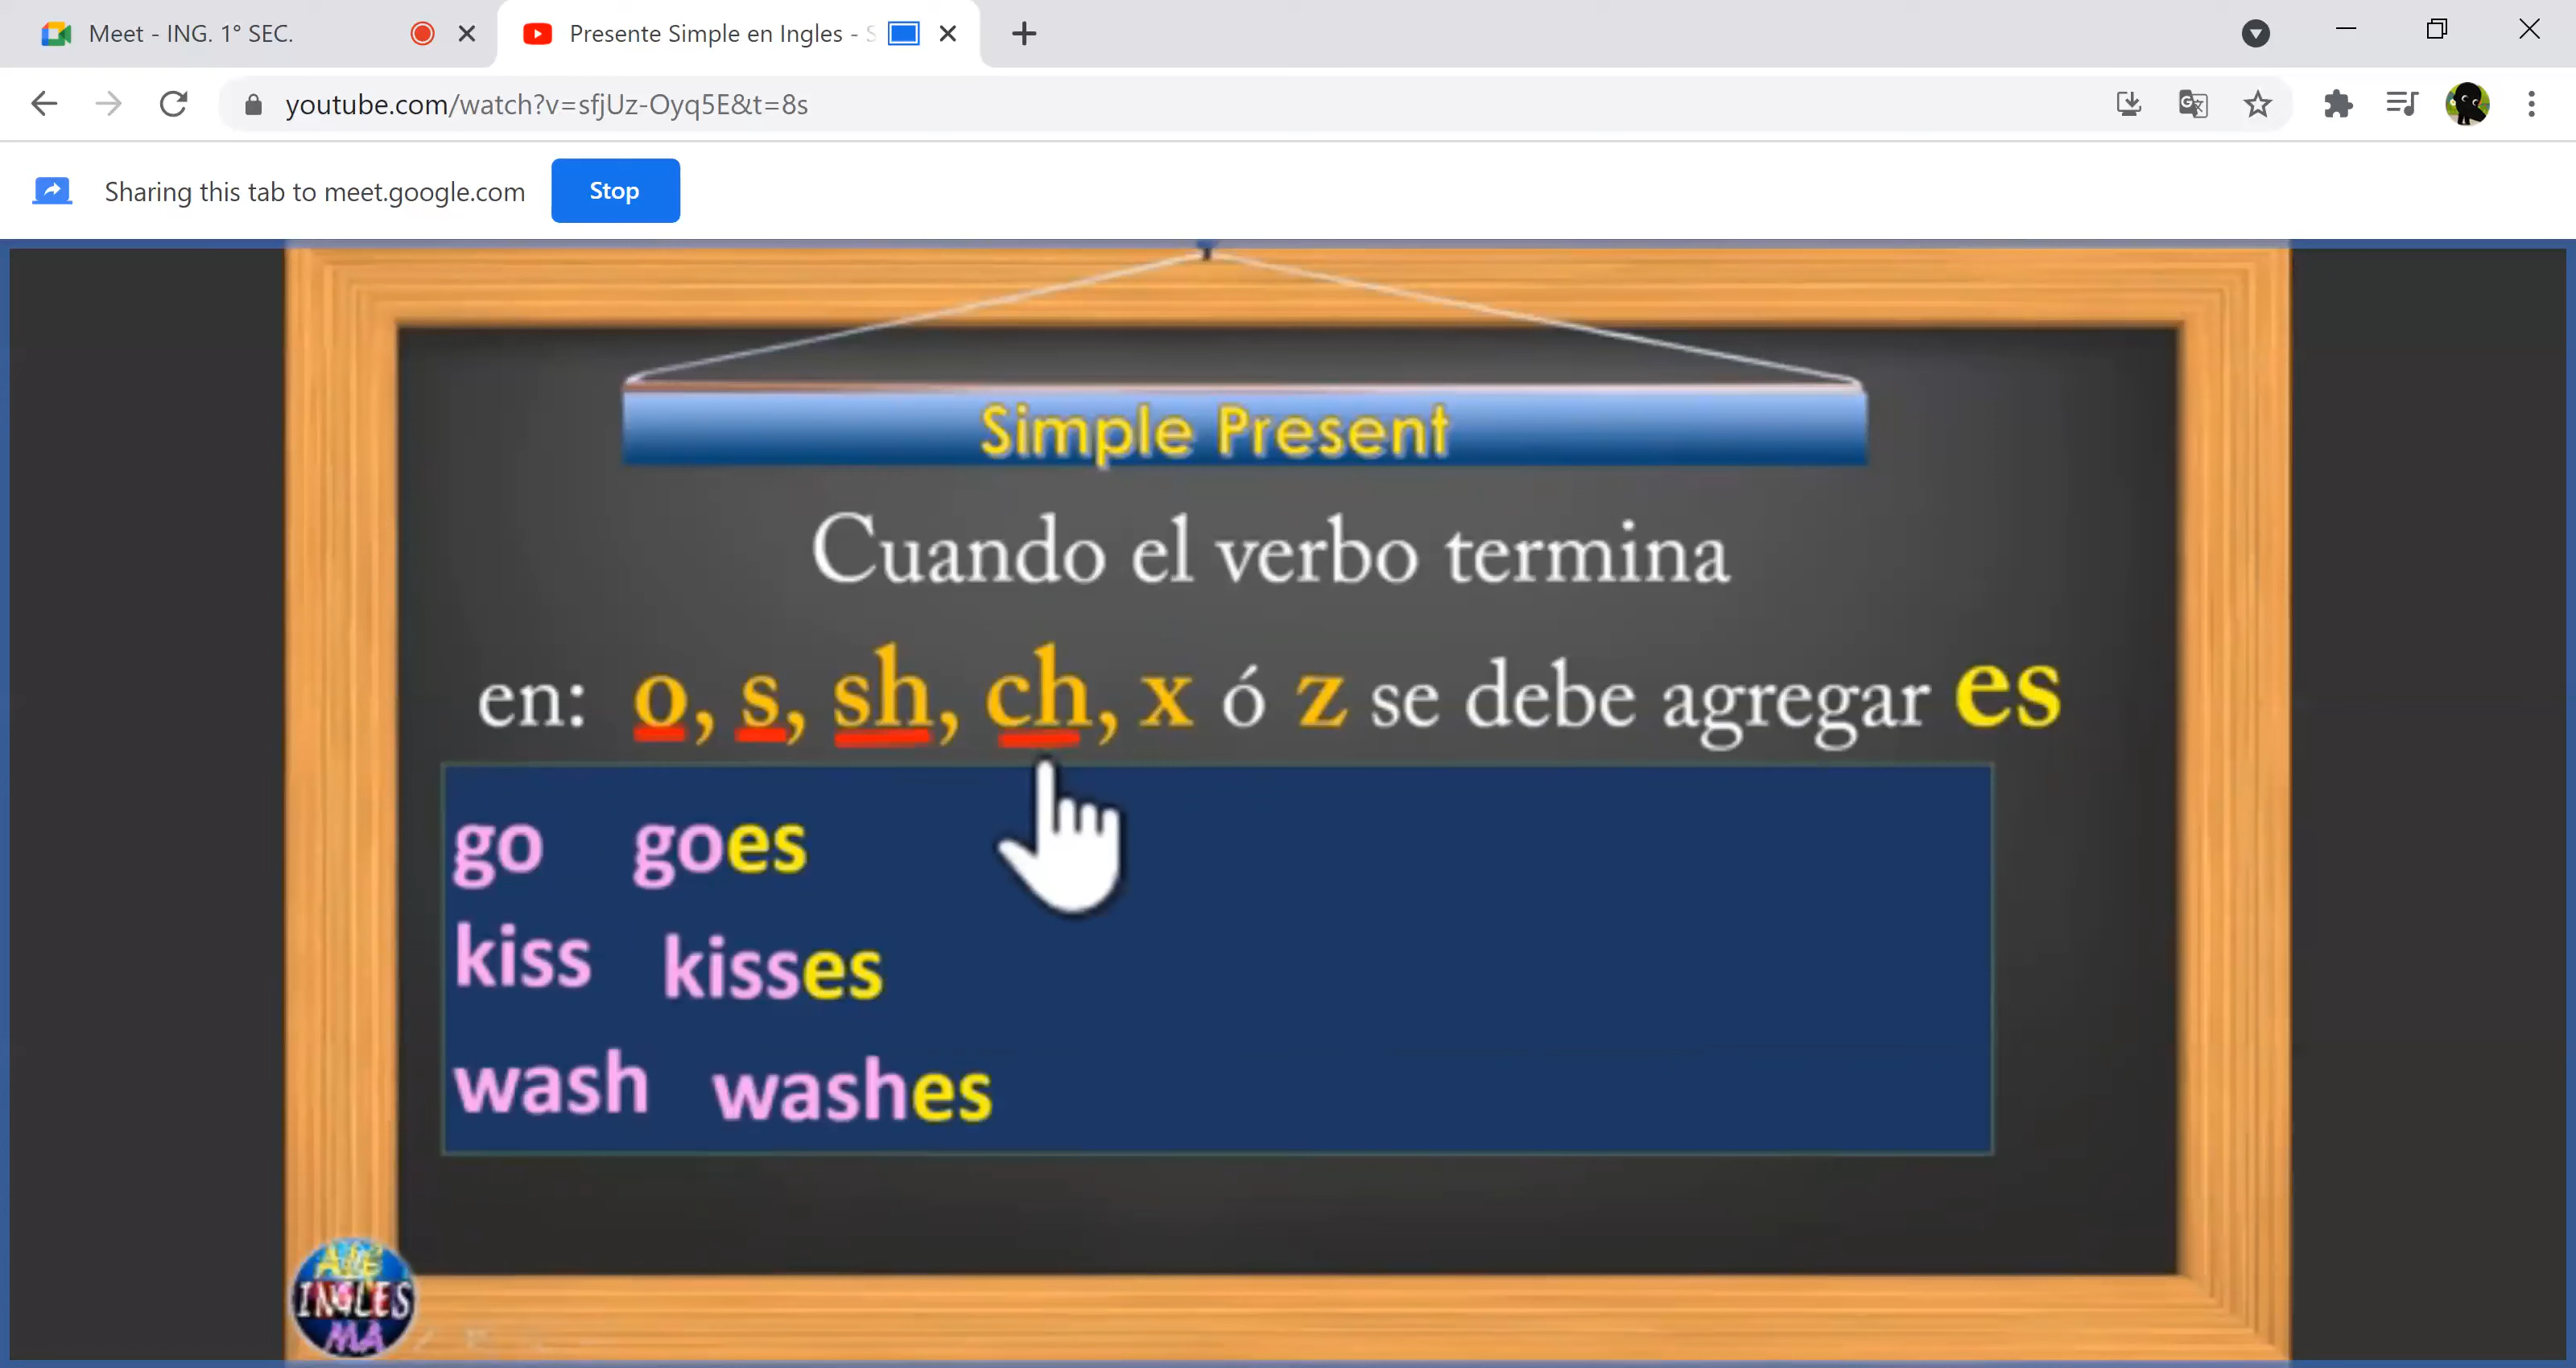 Meet - ING. 1° SEC.
Presente Simple en Ingles - S
youtube.com/watch?v=sfjUz-Oyq5E&t=8s
Sharing this tab to meet.google.com
Stop
Simple Present
Cuando el verbo termina
en: o, s, sh, ch, x ó z se debe agregar es
go goes
kiss kisses
wash washes
INGLES
MA